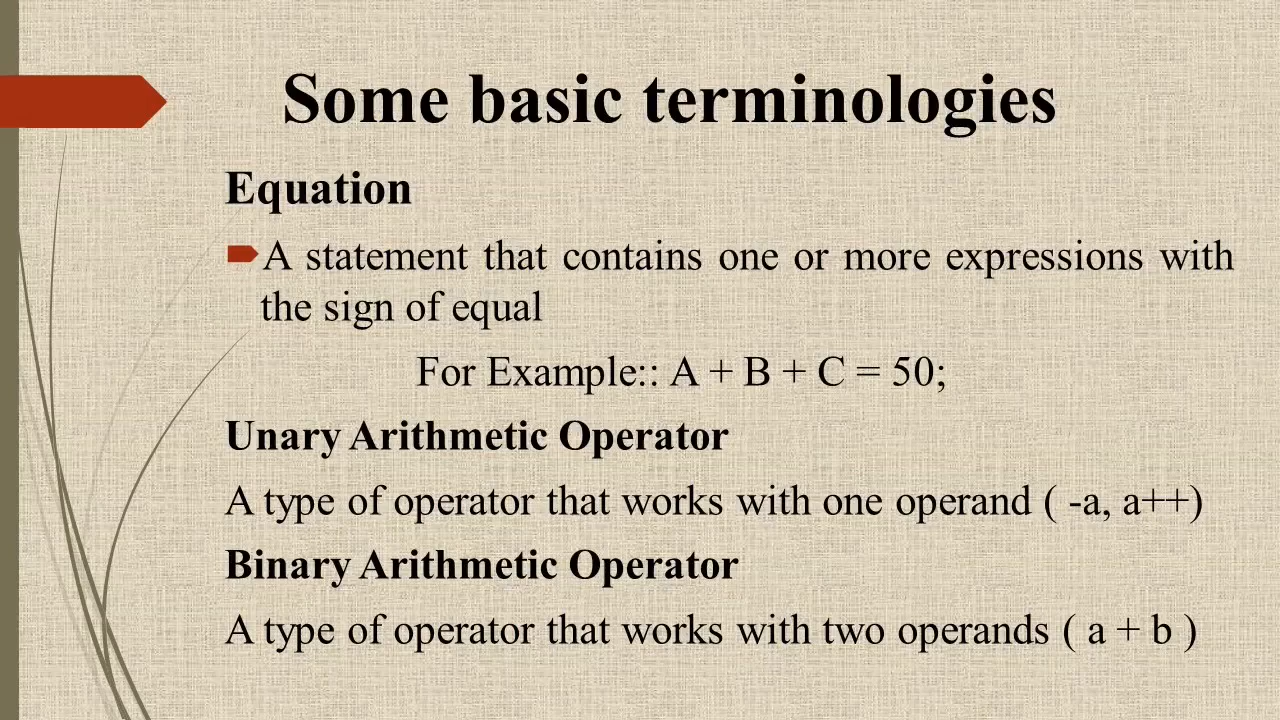 Some basic terminologies
Equation
A statement that contains one or more expressions with
the sign of equal
For Example:: A + B + C = 50;
Unary Arithmetic Operator
A type of operator that works with one operand ( -a, a++)
Binary Arithmetic Operator
A type of operator that works with two operands ( a + b )